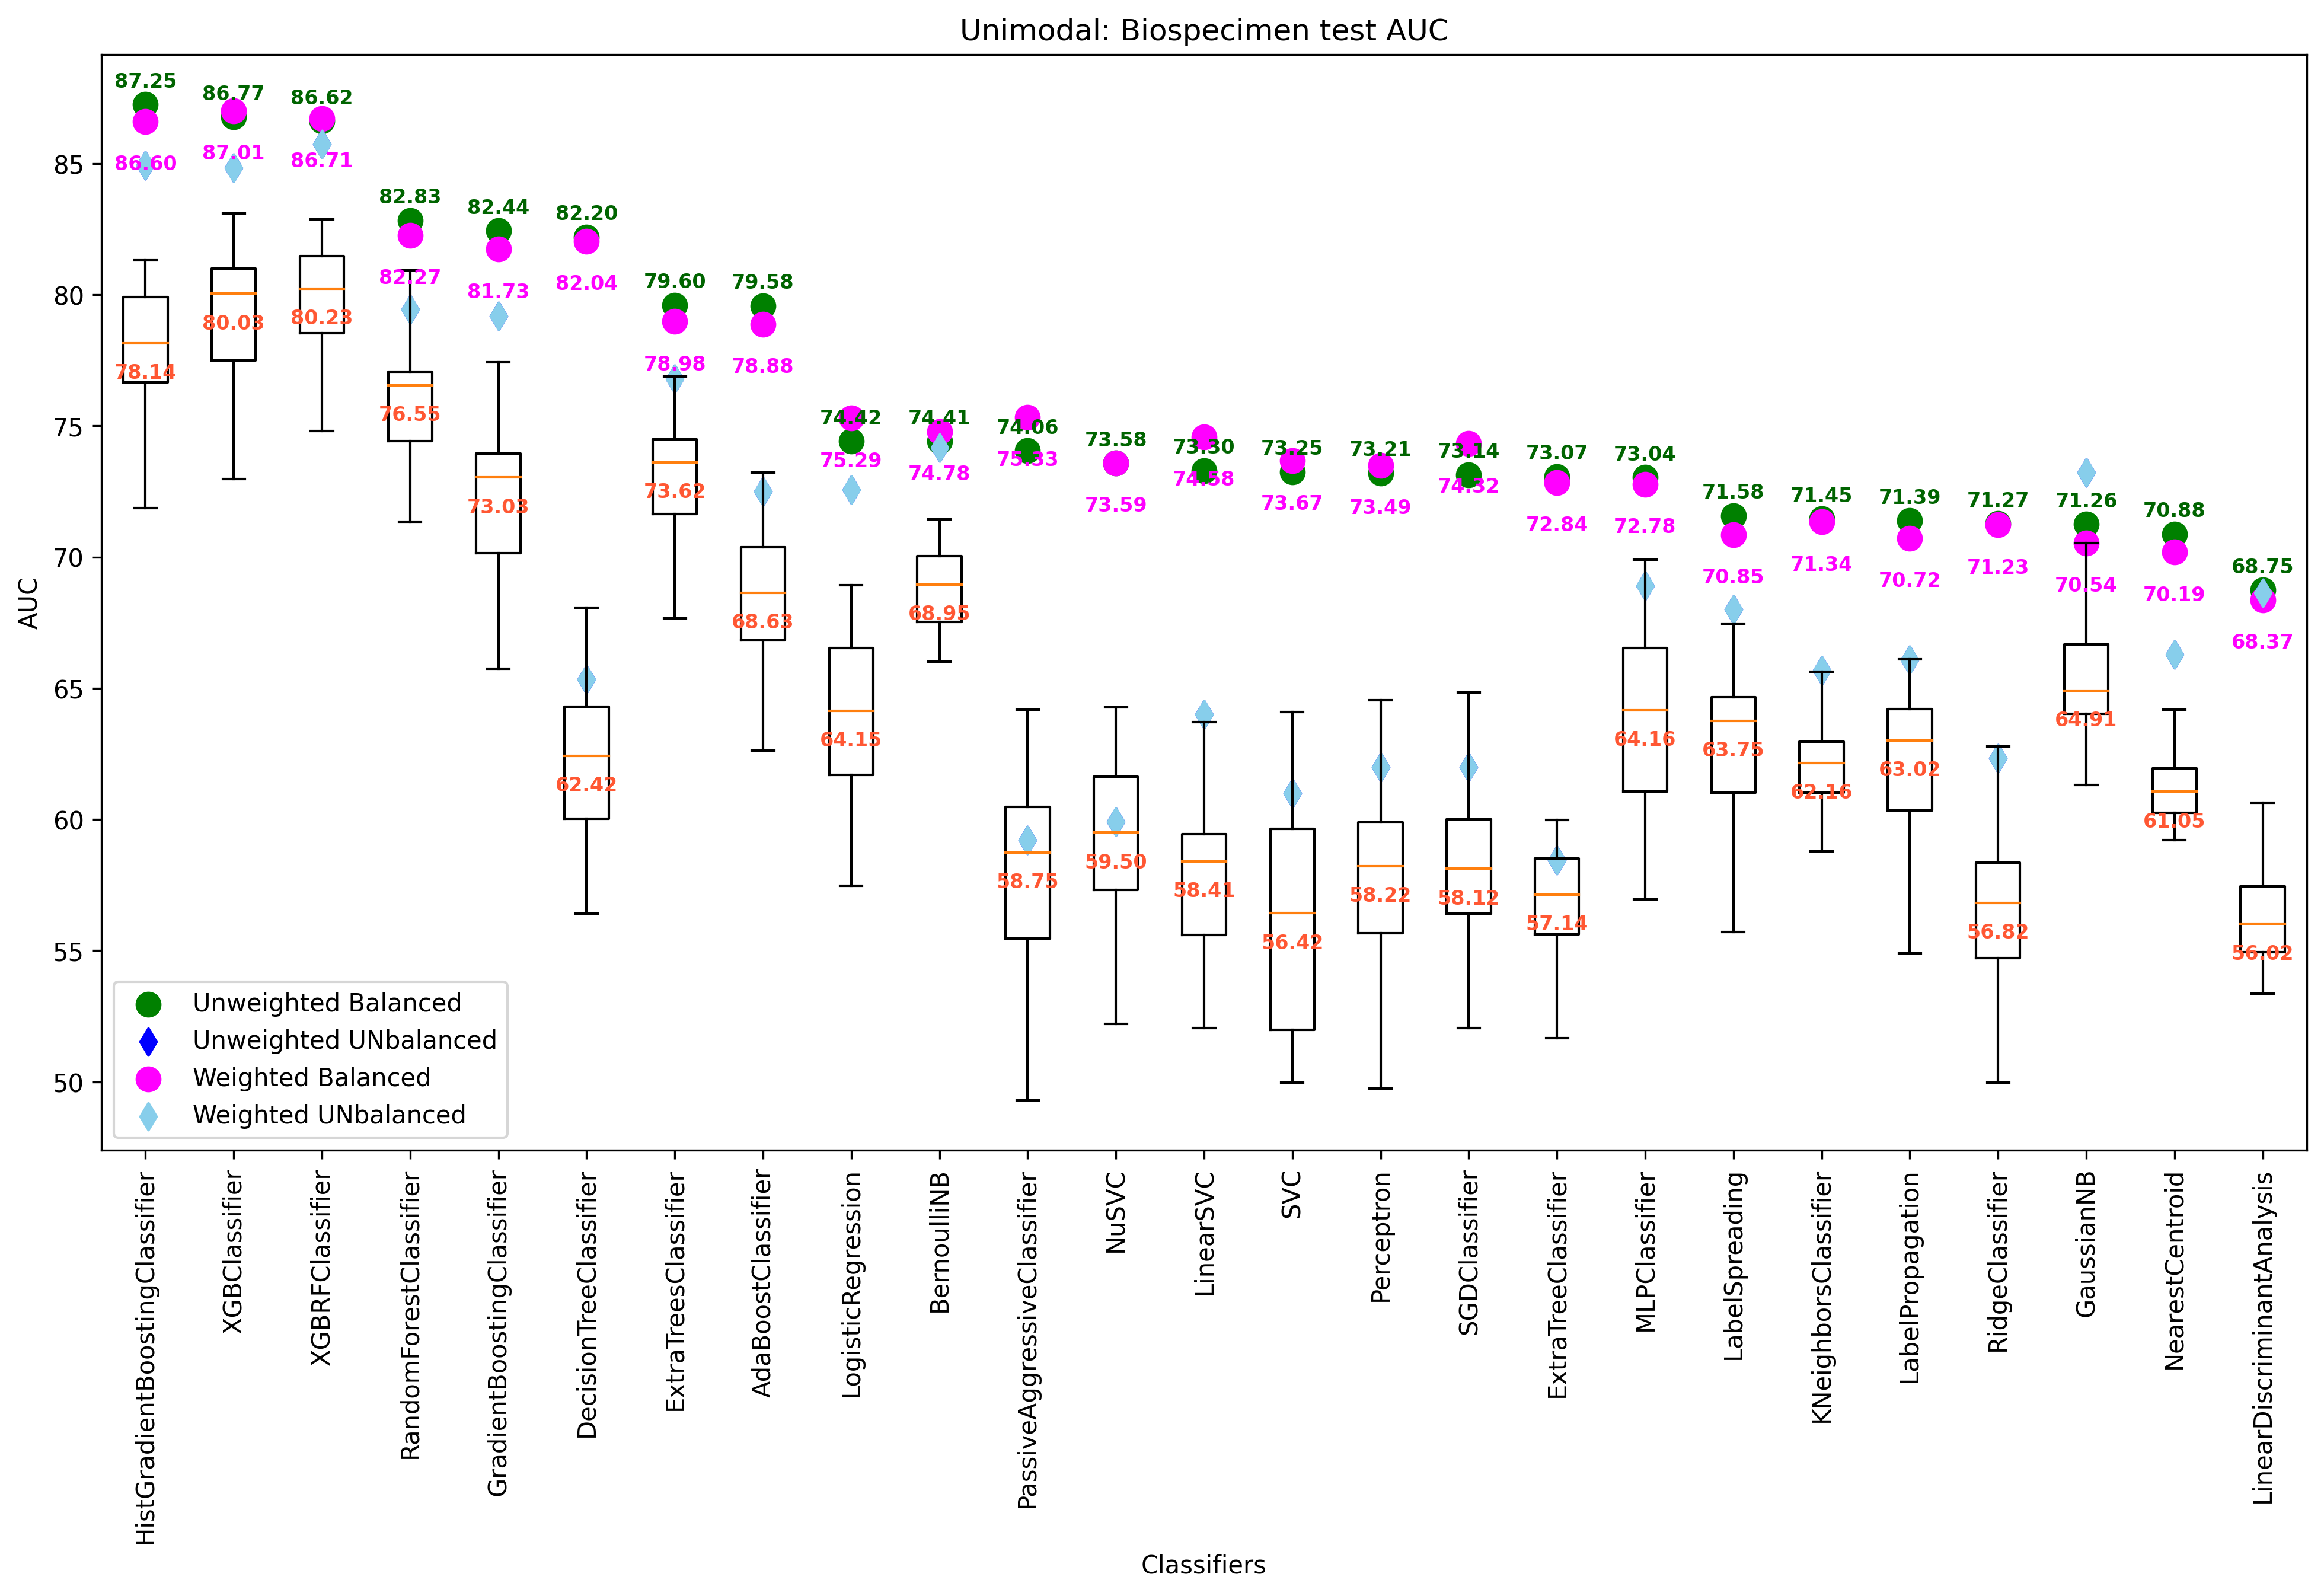 Unimodal: Biospecimen test AUC
AUC
85
80
75
70
65
60
55
50
87.25
86.77
86.62
82.83
82.44
82.20
79.60
79.58
74.42
74.41
74.06
73.58
73.30
73.25
73.21
73.14
73.07
73.04
71.58
71.45
71.39
71.27
71.26
70.88
68.75
86.60
87.01
86.71
82.27
81.73
82.04
78.98
78.88
75.29
74.78
75.33
73.59
74.58
73.67
73.49
74.32
72.84
72.78
70.85
71.34
70.72
71.23
70.54
70.19
68.37
78.14
80.03
80.23
76.55
73.03
62.42
73.62
68.63
64.15
68.95
58.75
59.50
58.41
56.42
58.22
58.12
57.14
64.16
63.75
62.16
63.02
56.82
64.91
61.05
56.02
Unweighted Balanced
Unweighted UNbalanced
Weighted Balanced
Weighted UNbalanced
HistGradientBoostingClassifier
XGBClassifier
XGBRFClassifier
RandomForestClassifier
GradientBoostingClassifier
DecisionTreeClassifier
ExtraTreesClassifier
AdaBoostClassifier
LogisticRegression
BernoulliNB
PassiveAggressiveClassifier
NuSVC
LinearSVC
SVC
Perceptron
SGDClassifier
ExtraTreeClassifier
MLPClassifier
LabelSpreading
KNeighborsClassifier
LabelPropagation
RidgeClassifier
GaussianNB
NearestCentroid
LinearDiscriminantAnalysis
Classifiers